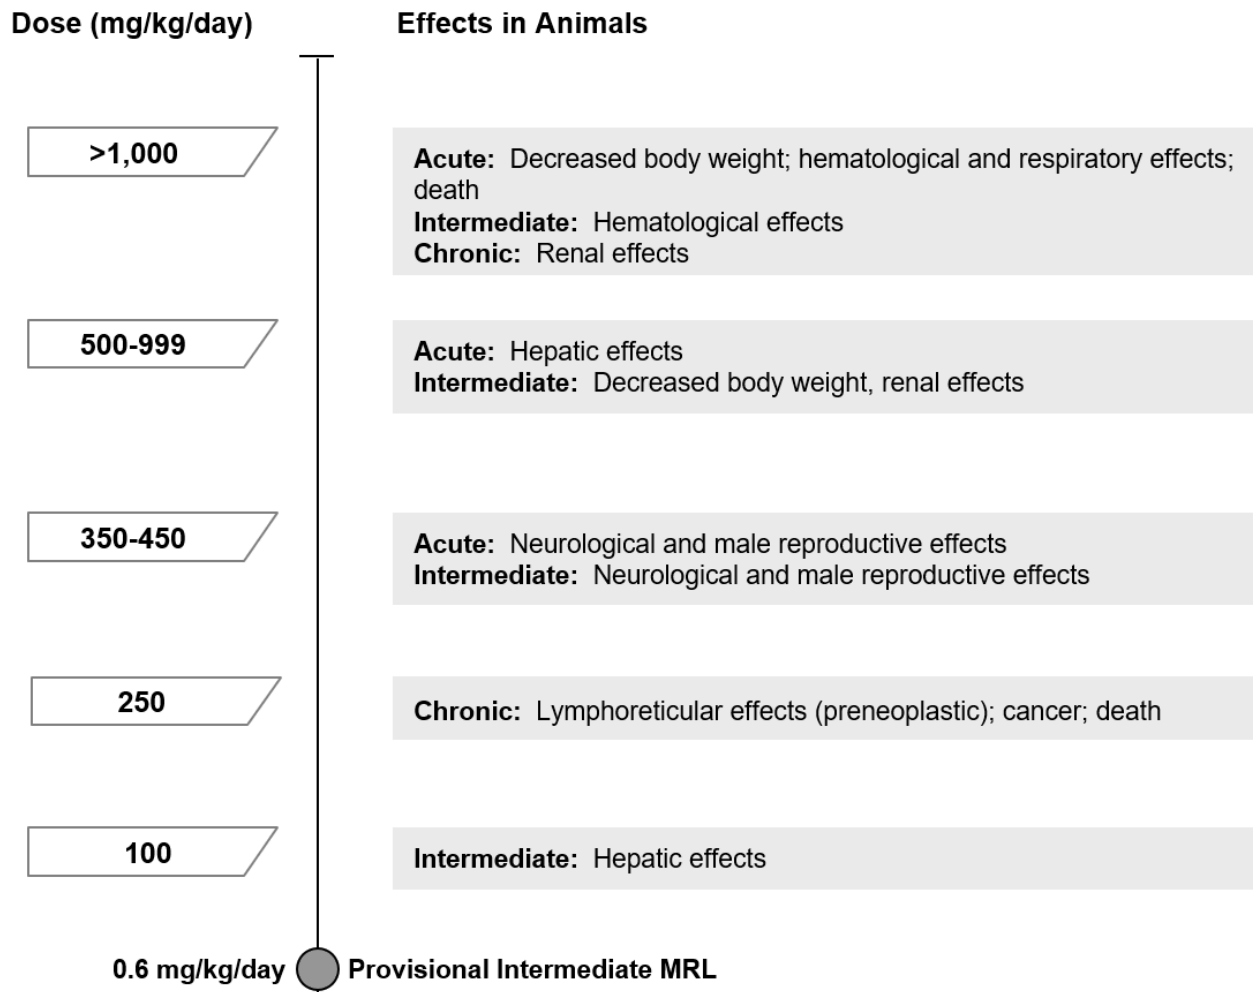 Dose (mg/kg/day) Effects in Animals
>1,000
Acute: Decreased body weight; hematological and respiratory effects;
death
Intermediate: Hematological effects
Chronic: Renal effects
500-999
Acute: Hepatic effects
Intermediate: Decreased body weight, renal effects
350-450
Acute: Neurological and male reproductive effects
Intermediate: Neurological and male reproductive effects
250
Chronic: Lymphoreticular effects (preneoplastic); cancer; death
100
Intermediate: Hepatic effects
0.6 mg/kg/day Provisional Intermediate MRL